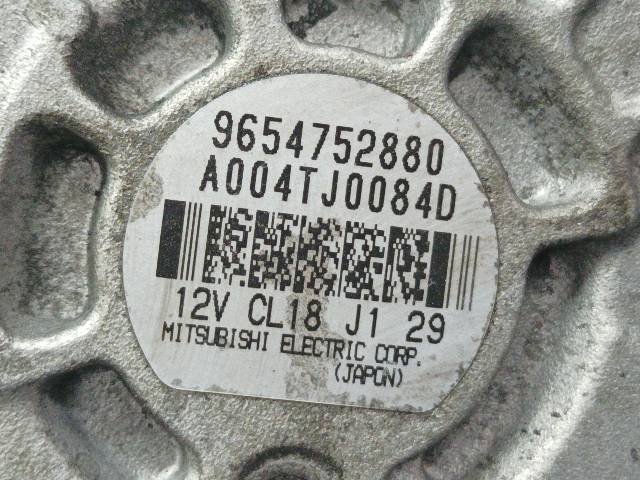 9654752880
A004TJ0084D
12V CL18 J1 29
MITSUBISHI ELECTRIC CORP.
(JAPON)